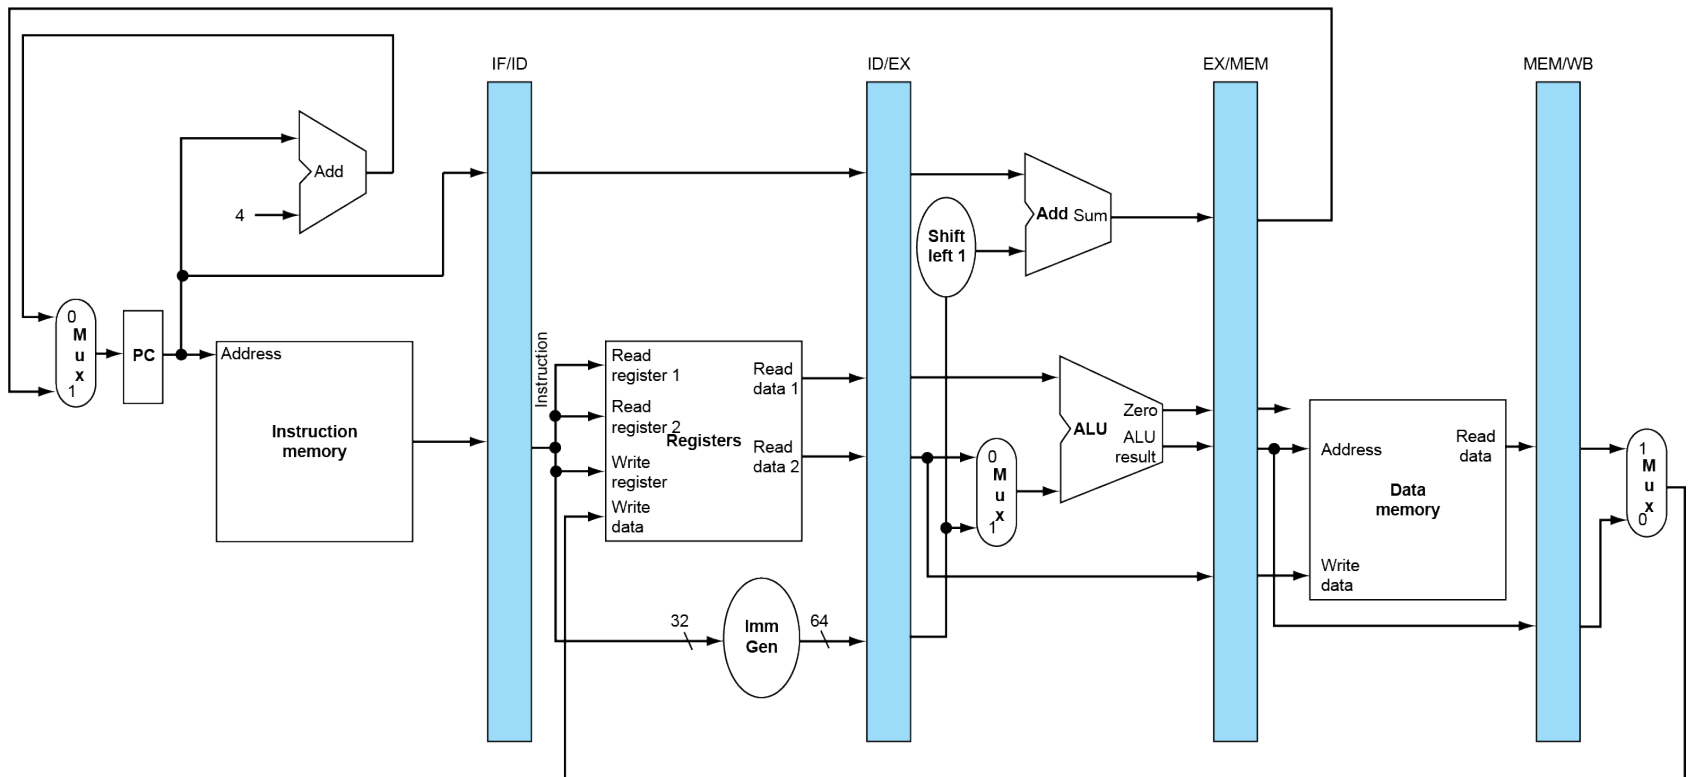 IF/ID
ID/EX
EX/MEM
MEM/WB
Add
4
Add Sum
Shift
left 1
0
M
u
x
1
PC
Address
Instruction
memory
Instruction
Read
register 1
Read
register 2
Write
register
Write
data
Registers
Read
data 1
Read
data 2
32
Imm
Gen
64
0
M
u
x
1
Zero
ALU
ALU
result
Address
Read
data
Data
memory
Write
data
1
M
u
x
0